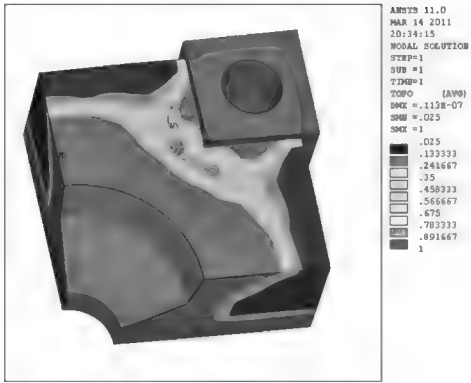 ANSYS 11.0
MAR 14 2011
20:34:15
NODAL SOLUTION
STEP=1
SUB =1
TIME=1
TOPO (AVG)
DMX =.113E-07
SMN =.025
SMX =1
.025
.133333
.241667
.35
.458333
.566667
.675
.783333
.891667
1